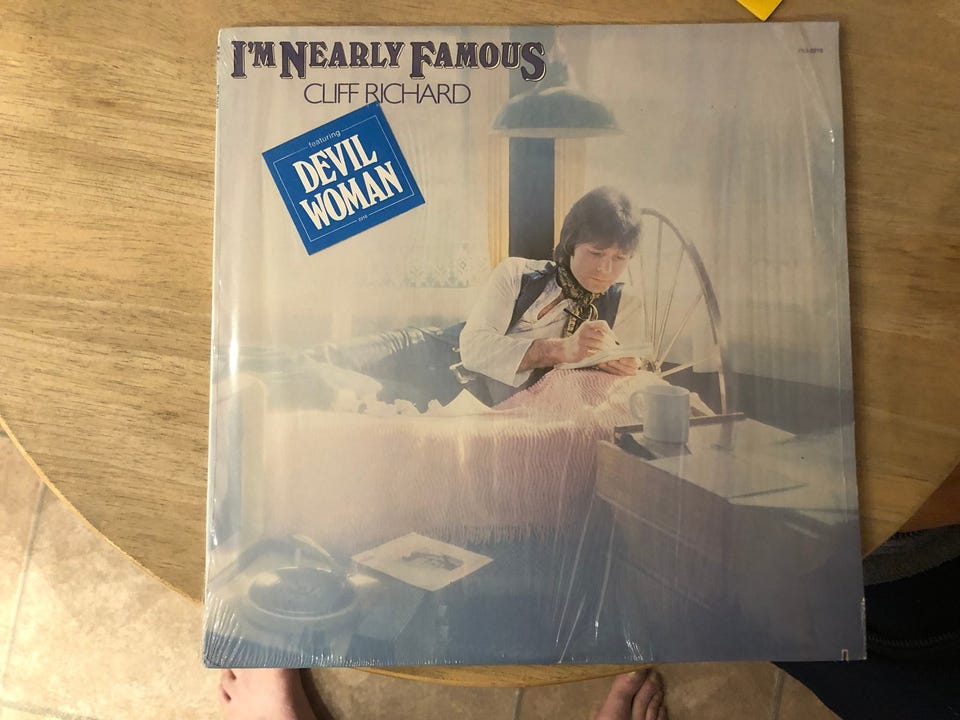 I'M NEARLY FAMOUS
CLIFF RICHARD
featuring
DEVIL
WOMAN